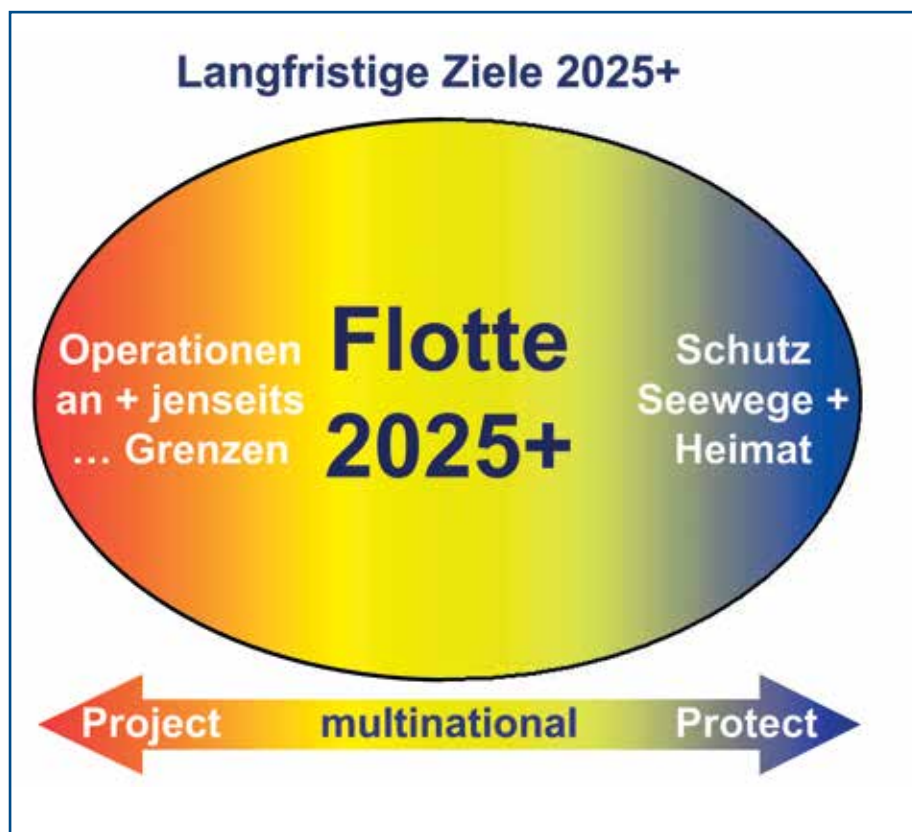 Langfristige Ziele 2025+
Operationen
an + jenseits
... Grenzen
Flotte
2025+
Schutz
Seewege +
Heimat
Project
multinational
Protect